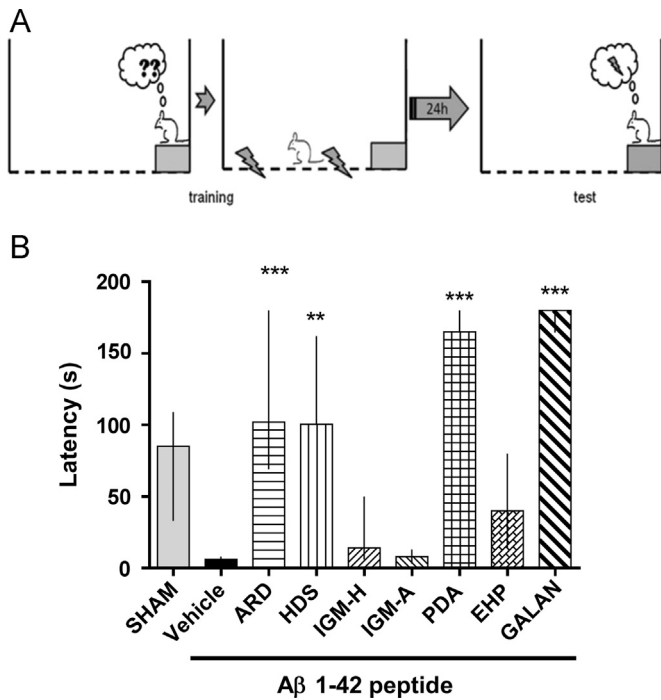 A
??
24h
training
test
B
***
**
***
***
200
150
100
50
0
Latency (s)
SHAM
Vehicle
ARD
HDS
IGM-H
IGM-A
PDA
EHP
GALAN
Aβ 1-42 peptide